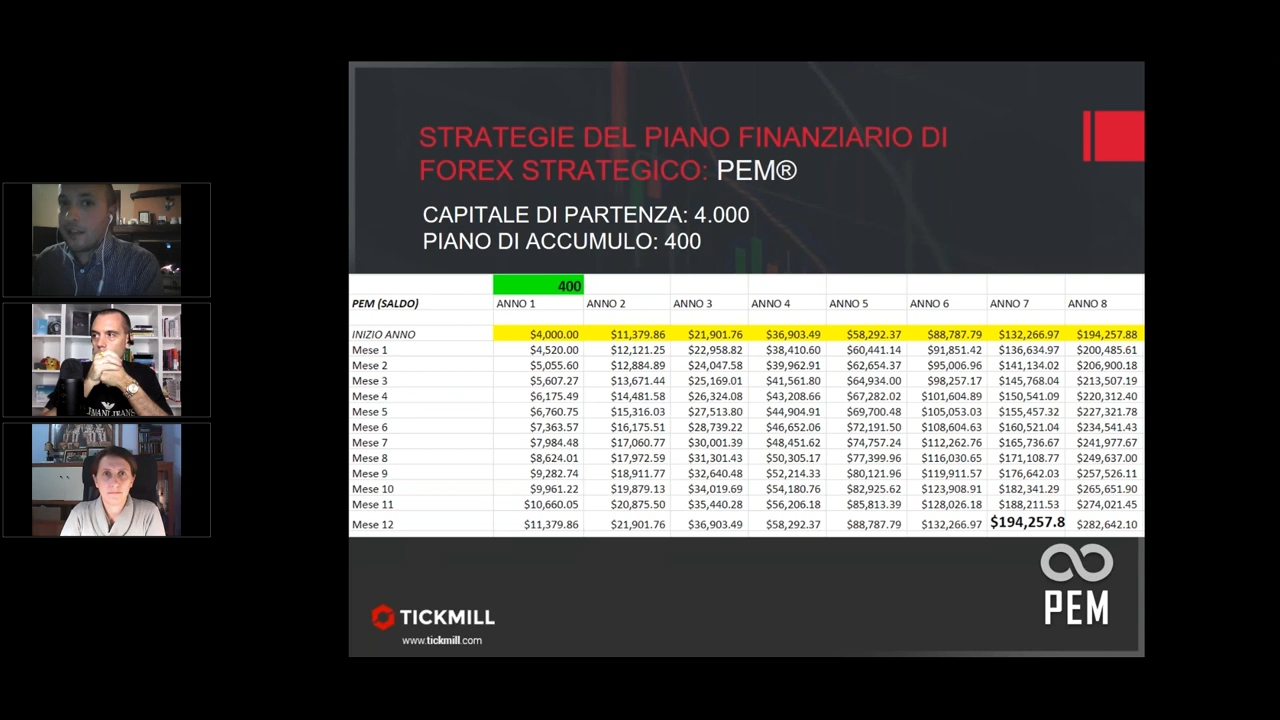 STRATEGIE DEL PIANO FINANZIARIO DI
FOREX STRATEGICO: PEM®
CAPITALE DI PARTENZA: 4.000
PIANO DI ACCUMULO: 400
400
PEM (SALDO) ANNO 1 ANNO 2 ANNO 3 ANNO 4 ANNO 5 ANNO 6 ANNO 7 ANNO 8
INIZIO ANNO $4,000.00 $11,379.86 $21,901.76 $36,903.49 $58,292.37 $88,787.79 $132,266.97 $194,257.88
Mese 1 $4,520.00 $12,121.25 $22,958.82 $38,410.60 $60,441.14 $91,851.42 $136,634.97 $200,485.61
Mese 2 $5,055.60 $12,884.89 $24,047.58 $39,962.91 $62,654.37 $95,006.96 $141,134.02 $206,900.18
Mese 3 $5,607.27 $13,671.44 $25,169.01 $41,561.80 $64,934.00 $98,257.17 $145,768.04 $213,507.19
Mese 4 $6,175.49 $14,481.58 $26,324.08 $43,208.66 $67,282.02 $101,604.89 $150,541.09 $220,312.40
Mese 5 $6,760.75 $15,316.03 $27,513.80 $44,904.91 $69,700.48 $105,053.03 $155,457.32 $227,321.78
Mese 6 $7,363.57 $16,175.51 $28,739.22 $46,652.06 $72,191.50 $108,604.63 $160,521.04 $234,541.43
Mese 7 $7,984.48 $17,060.77 $30,001.39 $48,451.62 $74,757.24 $112,262.76 $165,736.67 $241,977.67
Mese 8 $8,624.01 $17,972.59 $31,301.43 $50,305.17 $77,399.96 $116,030.65 $171,108.77 $249,637.00
Mese 9 $9,282.74 $18,911.77 $32,640.48 $52,214.33 $80,121.96 $119,911.57 $176,642.03 $257,526.11
Mese 10 $9,961.22 $19,879.13 $34,019.69 $54,180.76 $82,925.62 $123,908.91 $182,341.29 $265,651.90
Mese 11 $10,660.05 $20,875.50 $35,440.28 $56,206.18 $85,813.39 $128,026.18 $188,211.53 $274,021.45
Mese 12 $11,379.86 $21,901.76 $36,903.49 $58,292.37 $88,787.79 $132,266.97 $194,257.8 $282,642.10
PEM
TICKMILL
www.tickmill.com